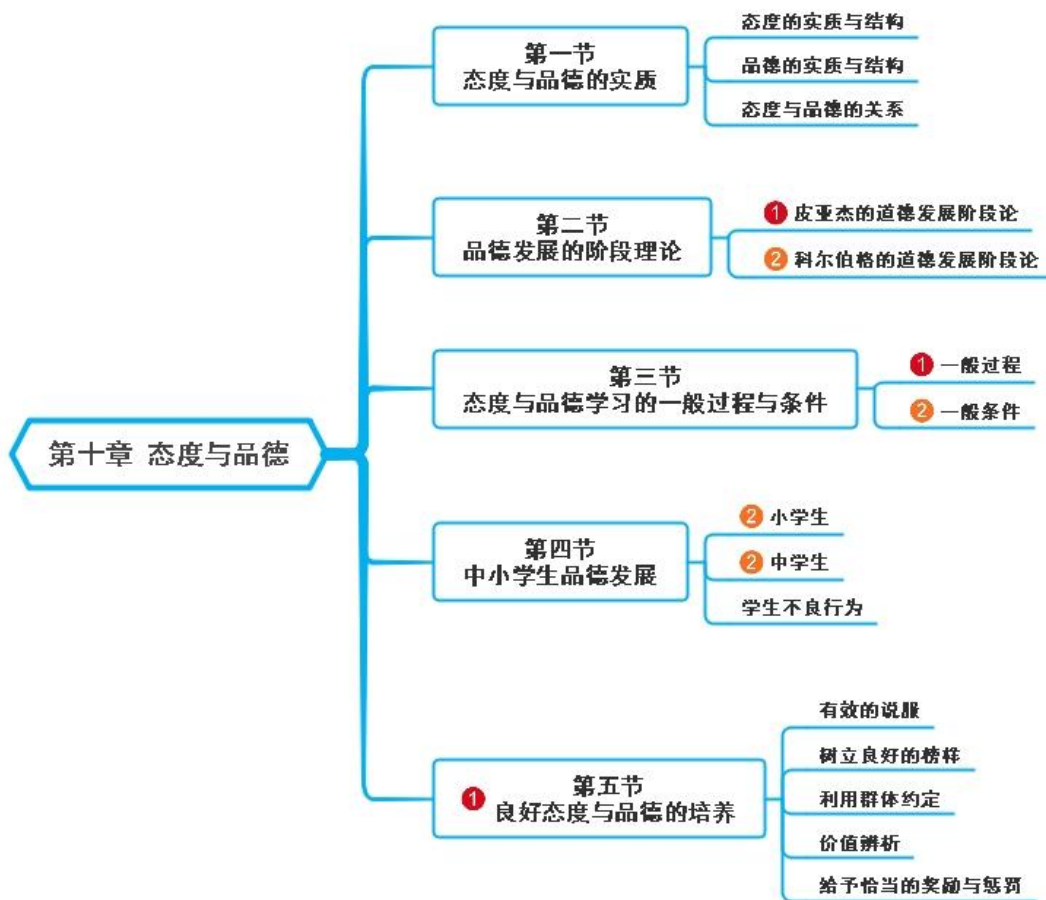 第十章 态度与品德
第一节
态度与品德的实质
态度的实质与结构
品德的实质与结构
态度与品德的关系
第二节
品德发展的阶段理论
1 皮亚杰的道德发展阶段论
2 科尔伯格的道德发展阶段论
第三节
态度与品德学习的一般过程与条件
1 一般过程
2 一般条件
第四节
中小学生品德发展
2 小学生
2 中学生
学生不良行为
第五节
1 良好态度与品德的培养
有效的说服
树立良好的榜样
利用群体约定
价值辨析
给予恰当的奖励与惩罚